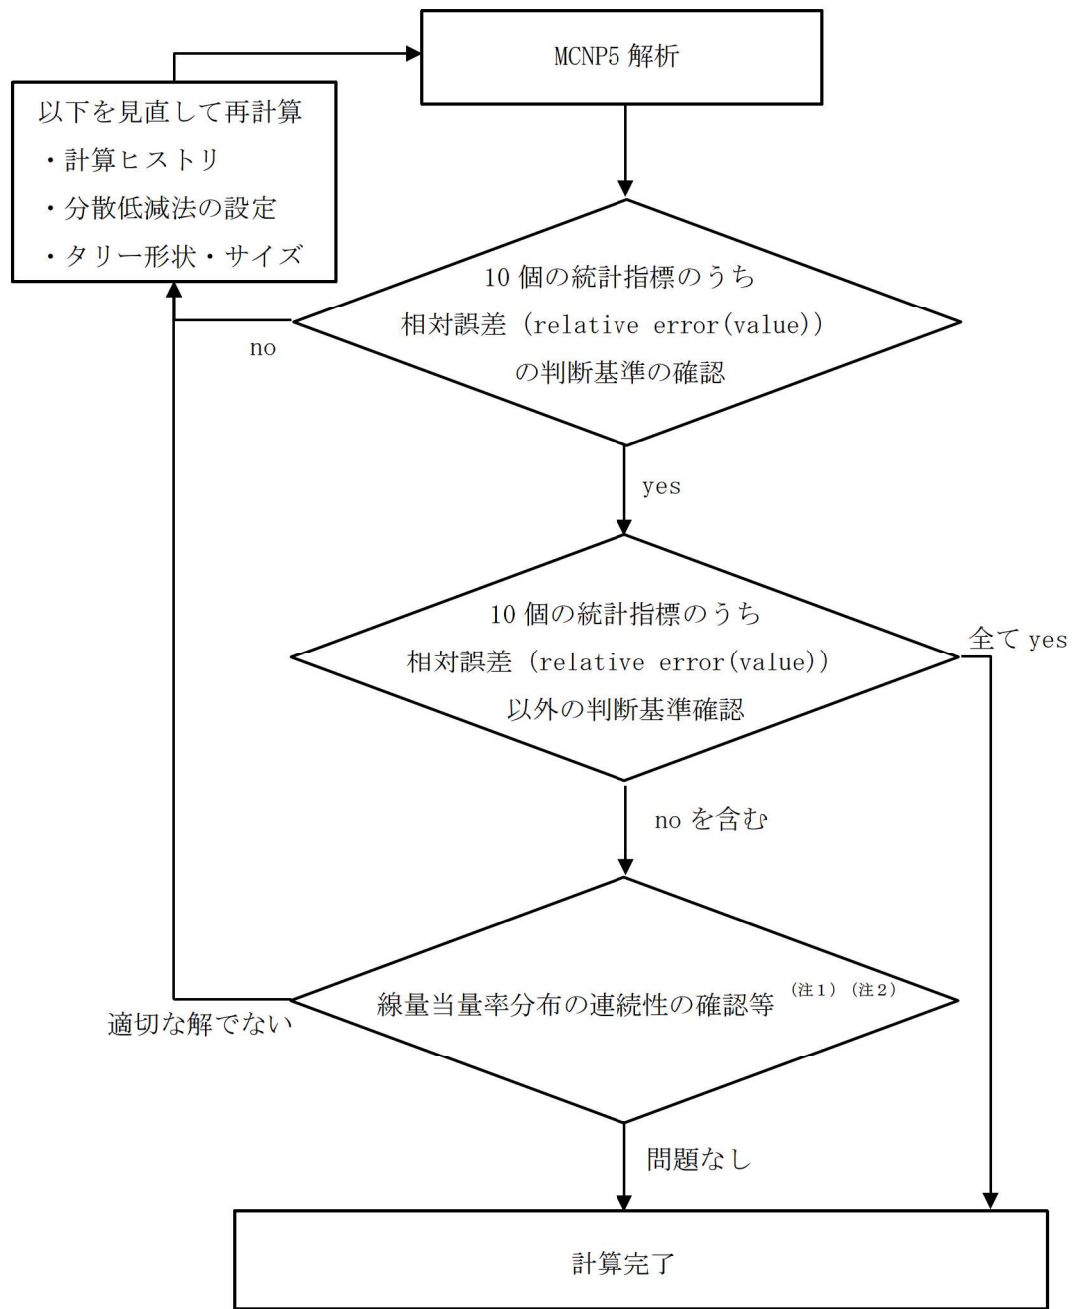 MCNP5 解析
以下を見直して再計算
・計算ヒストリ
・分散低減法の設定
・タリー形状・サイズ
10 個の統計指標のうち
相対誤差 (relative error(value))
の判断基準の確認
no
yes
10 個の統計指標のうち
相対誤差 (relative error(value))
以外の判断基準確認
全て yes
no を含む
線量当量率分布の連続性の確認等 (注1) (注2)
適切な解でない
問題なし
計算完了